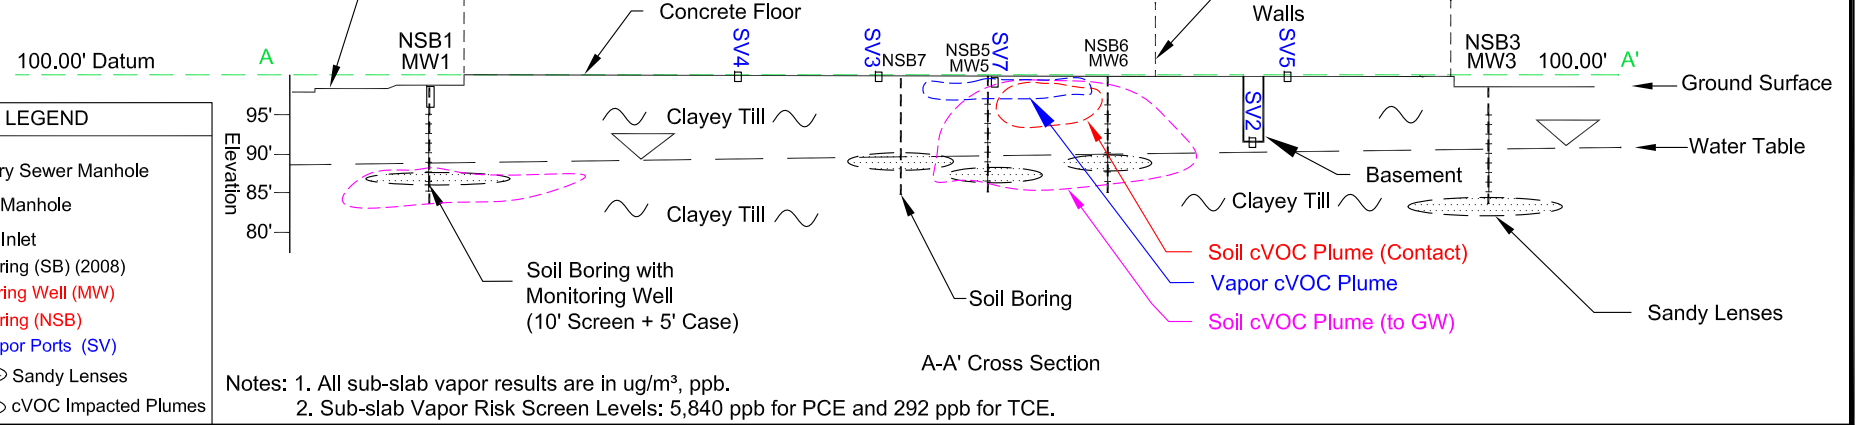 Concrete Floor
Walls
100.00' Datum
A
NSB1
MW1
SV4
SV3
NSB7
NSB5
MW5
SV7
NSB6
MW6
SV5
NSB3
MW3
100.00'
A'
Ground Surface
LEGEND
95'
Clayey Till
SV2
Elevation
90'
Water Table
ry Sewer Manhole
85'
Basement
Manhole
Clayey Till
Clayey Till
80'
Inlet
Soil cVOC Plume (Contact)
ring (SB) (2008)
Soil Boring with
Monitoring Well
(10' Screen + 5' Case)
Vapor cVOC Plume
ring Well (MW)
Soil Boring
Soil cVOC Plume (to GW)
Sandy Lenses
ring (NSB)
por Ports (SV)
A-A' Cross Section
Sandy Lenses
cVOC Impacted Plumes
Notes: 1. All sub-slab vapor results are in ug/m³, ppb.
2. Sub-slab Vapor Risk Screen Levels: 5,840 ppb for PCE and 292 ppb for TCE.